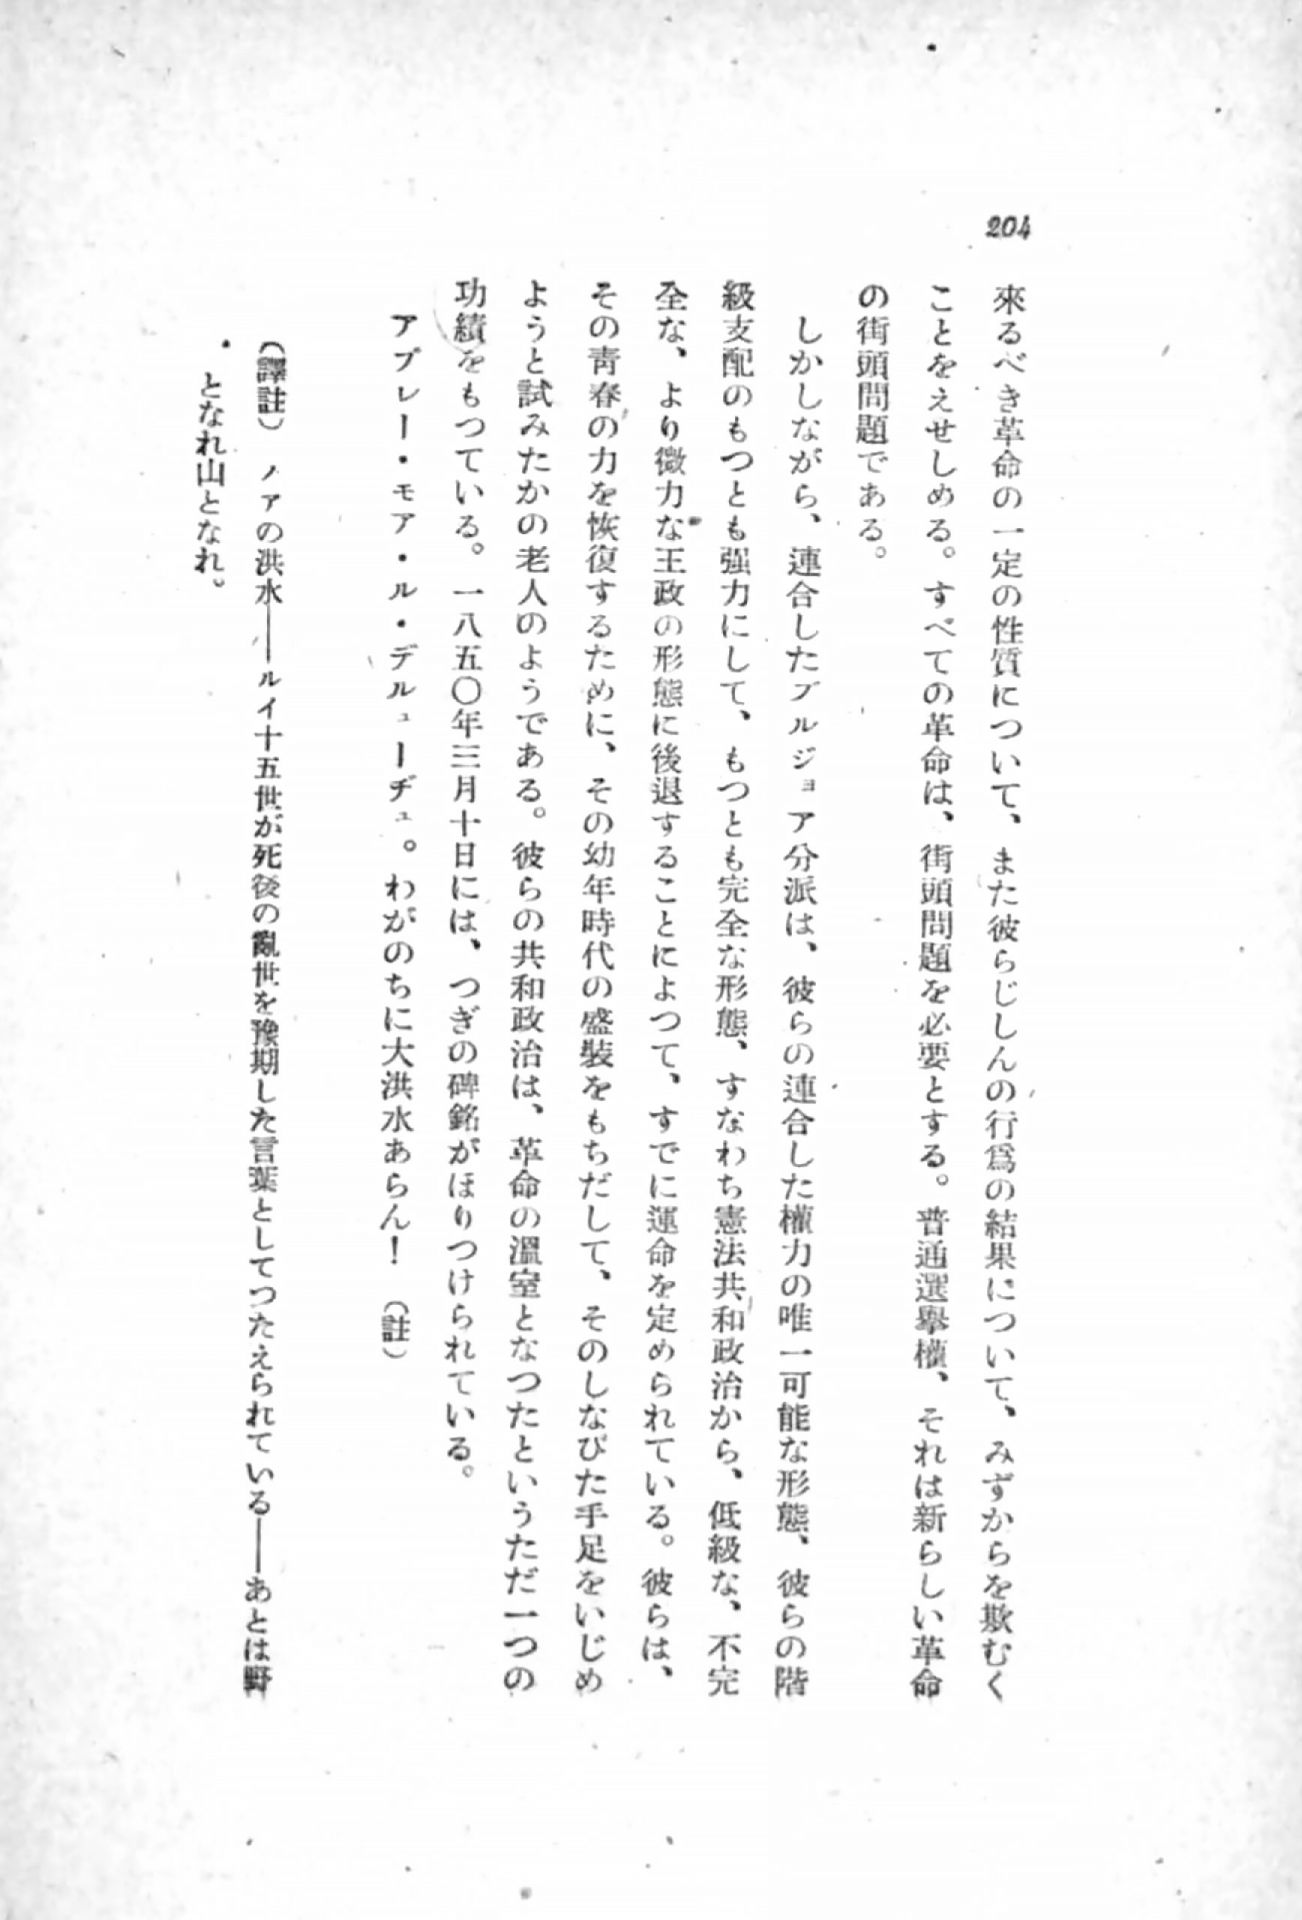 204
來るべき革命の一定の性質について、また彼らじしんの行爲の結果について、みずからを欺むく
ことをえせしめる。すべての革命は、街頭問題を必要とする。普通選擧權、それは新らしい革命
の街頭問題である。
しかしながら、連合したブルジョア分派は、彼らの連合した權力の唯一可能な形態、彼らの階
級支配のもつとも强力にして、もつとも完全な形態、すなわち憲法共和政治から、低級な、不完
全な、より微力な王政の形態に後退することによつて、すでに運命を定められている。彼らは、
その靑春の力を恢復するために、その幼年時代の盛裝をもちだして、そのしなびた手足をいじめ
ようと試みたかの老人のようである。彼らの共和政治は、革命の溫室となつたというただ一つの
功績をもつている。一八五〇年三月十日には、つぎの碑銘がほりつけられている。
アプレー・モア・ル・デルューヂュ。わがのちに大洪水あらん！（註）
（譯註）ノアの洪水――ルイ十五世が死後の亂世を豫期した言葉としてつたえられている――あとは野
となれ山となれ。